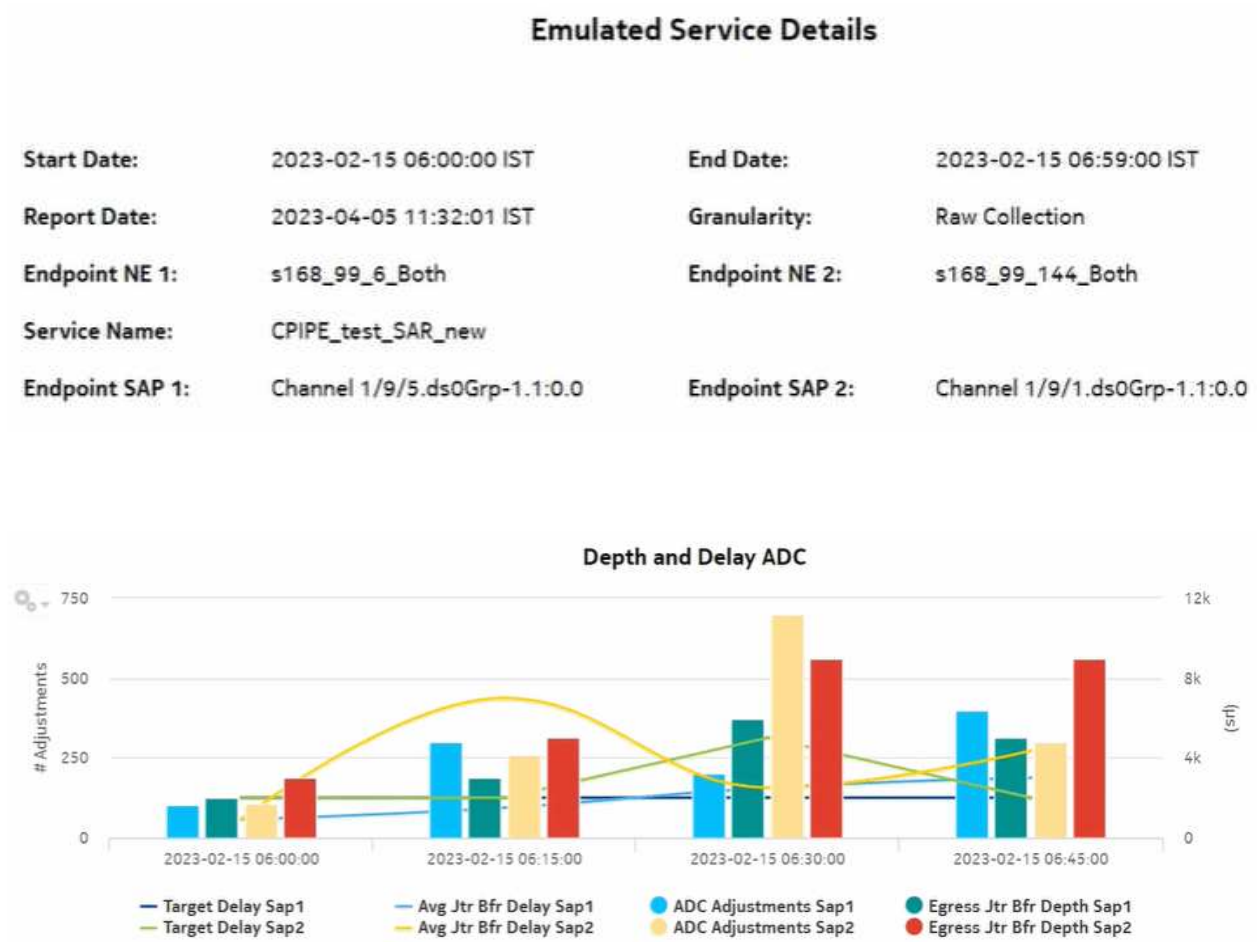 Emulated Service Details
Start Date: 2023-02-15 06:00:00 IST End Date: 2023-02-15 06:59:00 IST
Report Date: 2023-04-05 11:32:01 IST Granularity: Raw Collection
Endpoint NE 1: s168_99_6_Both Endpoint NE 2: s168_99_144_Both
Service Name: CPIPE_test_SAR_new
Endpoint SAP 1: Channel 1/9/5.ds0Grp-1.1:0.0 Endpoint SAP 2: Channel 1/9/1.ds0Grp-1.1:0.0
Depth and Delay ADC
750 12k
500 8k
# Adjustments
(µs)
250 4k
0 0
2023-02-15 06:00:00 2023-02-15 06:15:00 2023-02-15 06:30:00 2023-02-15 06:45:00
Target Delay Sap1 Avg Jtr Bfr Delay Sap1 ADC Adjustments Sap1 Egress Jtr Bfr Depth Sap1
Target Delay Sap2 Avg Jtr Bfr Delay Sap2 ADC Adjustments Sap2 Egress Jtr Bfr Depth Sap2